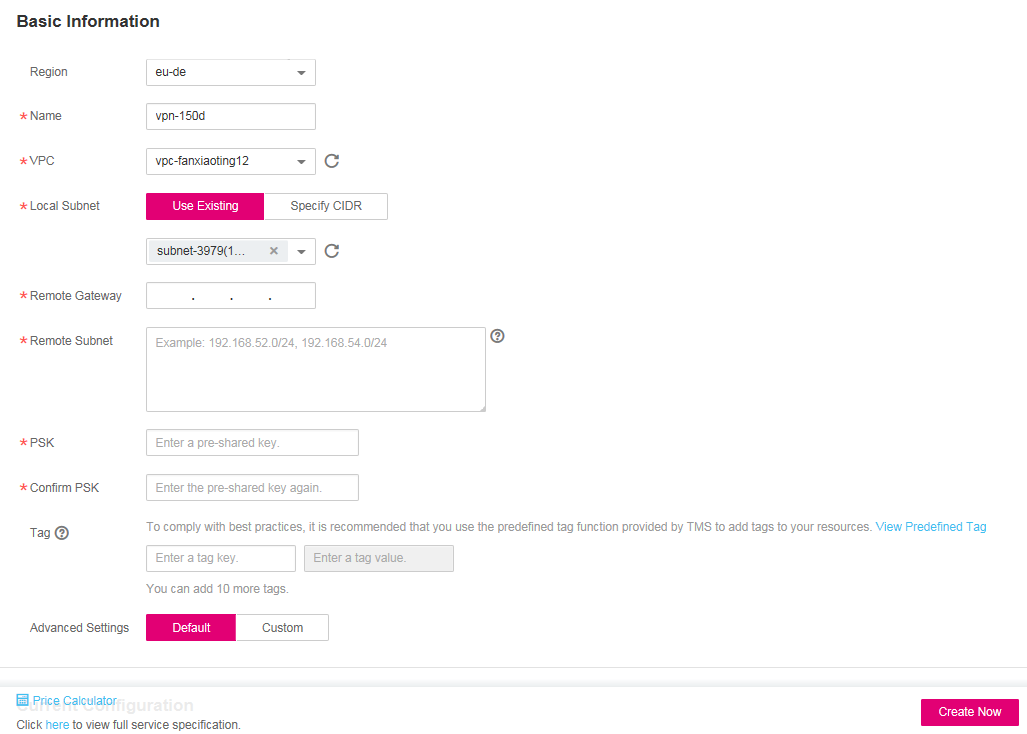 Basic Information
Region
eu-de
* Name
vpn-150d
* VPC
vpc-fanxiaoting12
* Local Subnet
Use Existing
Specify CIDR
subnet-3979(1... ×
* Remote Gateway
. . .
* Remote Subnet
Example: 192.168.52.0/24, 192.168.54.0/24
* PSK
Enter a pre-shared key.
* Confirm PSK
Enter the pre-shared key again.
Tag
To comply with best practices, it is recommended that you use the predefined tag function provided by TMS to add tags to your resources. View Predefined Tag
Enter a tag key.
Enter a tag value.
You can add 10 more tags.
Advanced Settings
Default
Custom
Current Configuration
Price Calculator
Click here to view full service specification.
Create Now